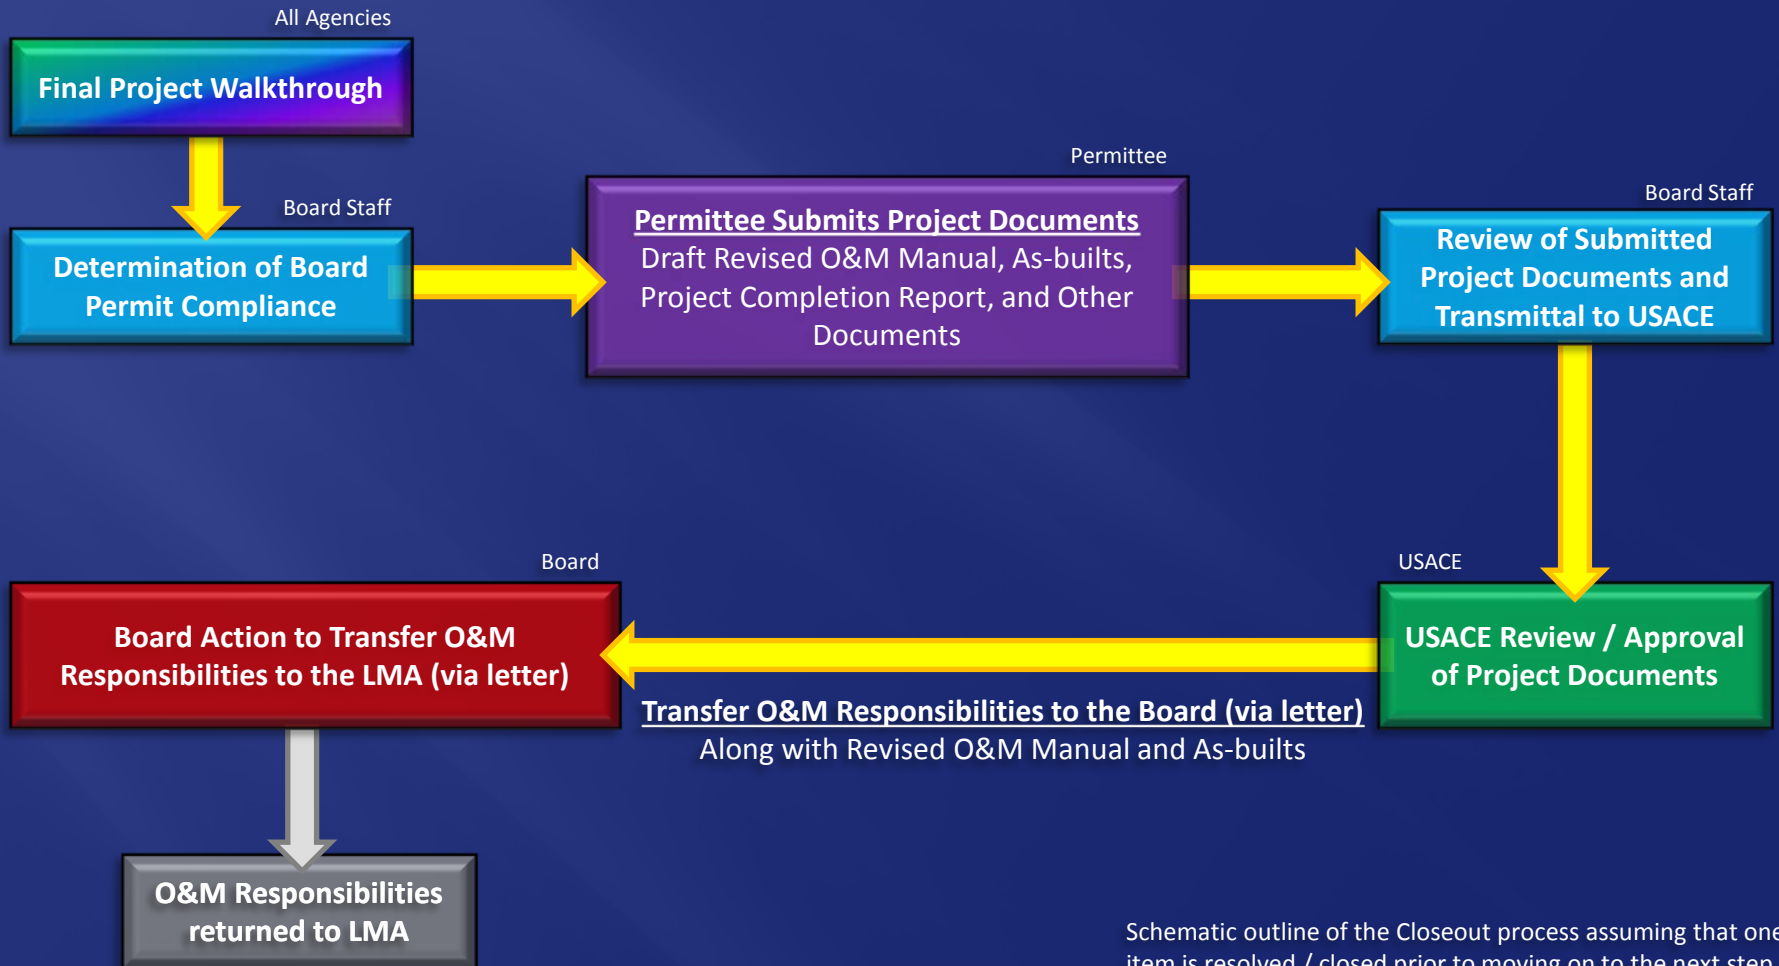 All Agencies
Final Project Walkthrough
Board Staff
Determination of Board
Permit Compliance
Permittee
Permittee Submits Project Documents
Draft Revised O&M Manual, As-builts,
Project Completion Report, and Other
Documents
Board Staff
Review of Submitted
Project Documents and
Transmittal to USACE
USACE
USACE Review / Approval
of Project Documents
Transfer O&M Responsibilities to the Board (via letter)
Along with Revised O&M Manual and As-builts
Board
Board Action to Transfer O&M
Responsibilities to the LMA (via letter)
O&M Responsibilities
returned to LMA
Schematic outline of the Closeout process assuming that one
item is resolved / closed prior to moving on to the next step